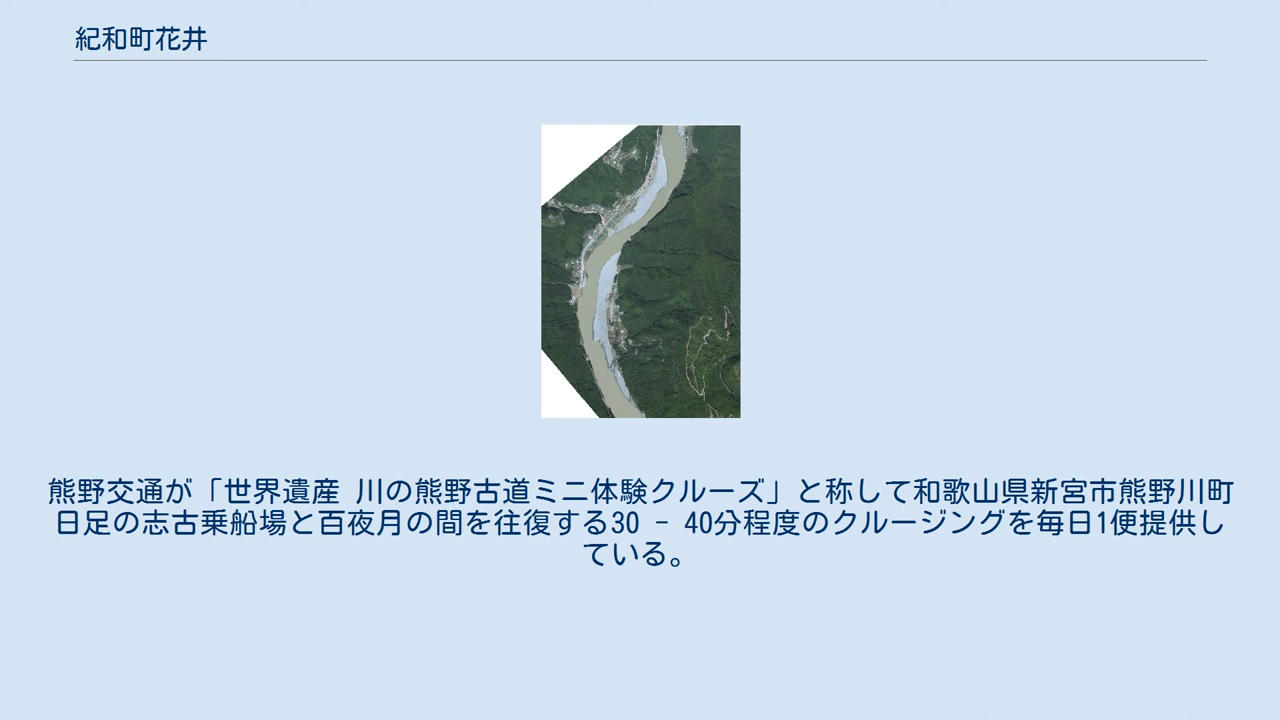 紀和町花井
熊野交通が「世界遺産 川の熊野古道ミニ体験クルーズ」と称して和歌山県新宮市熊野川町
日足の志古乗船場と百夜月の間を往復する30 - 40分程度のクルージングを毎日1便提供し
ている。